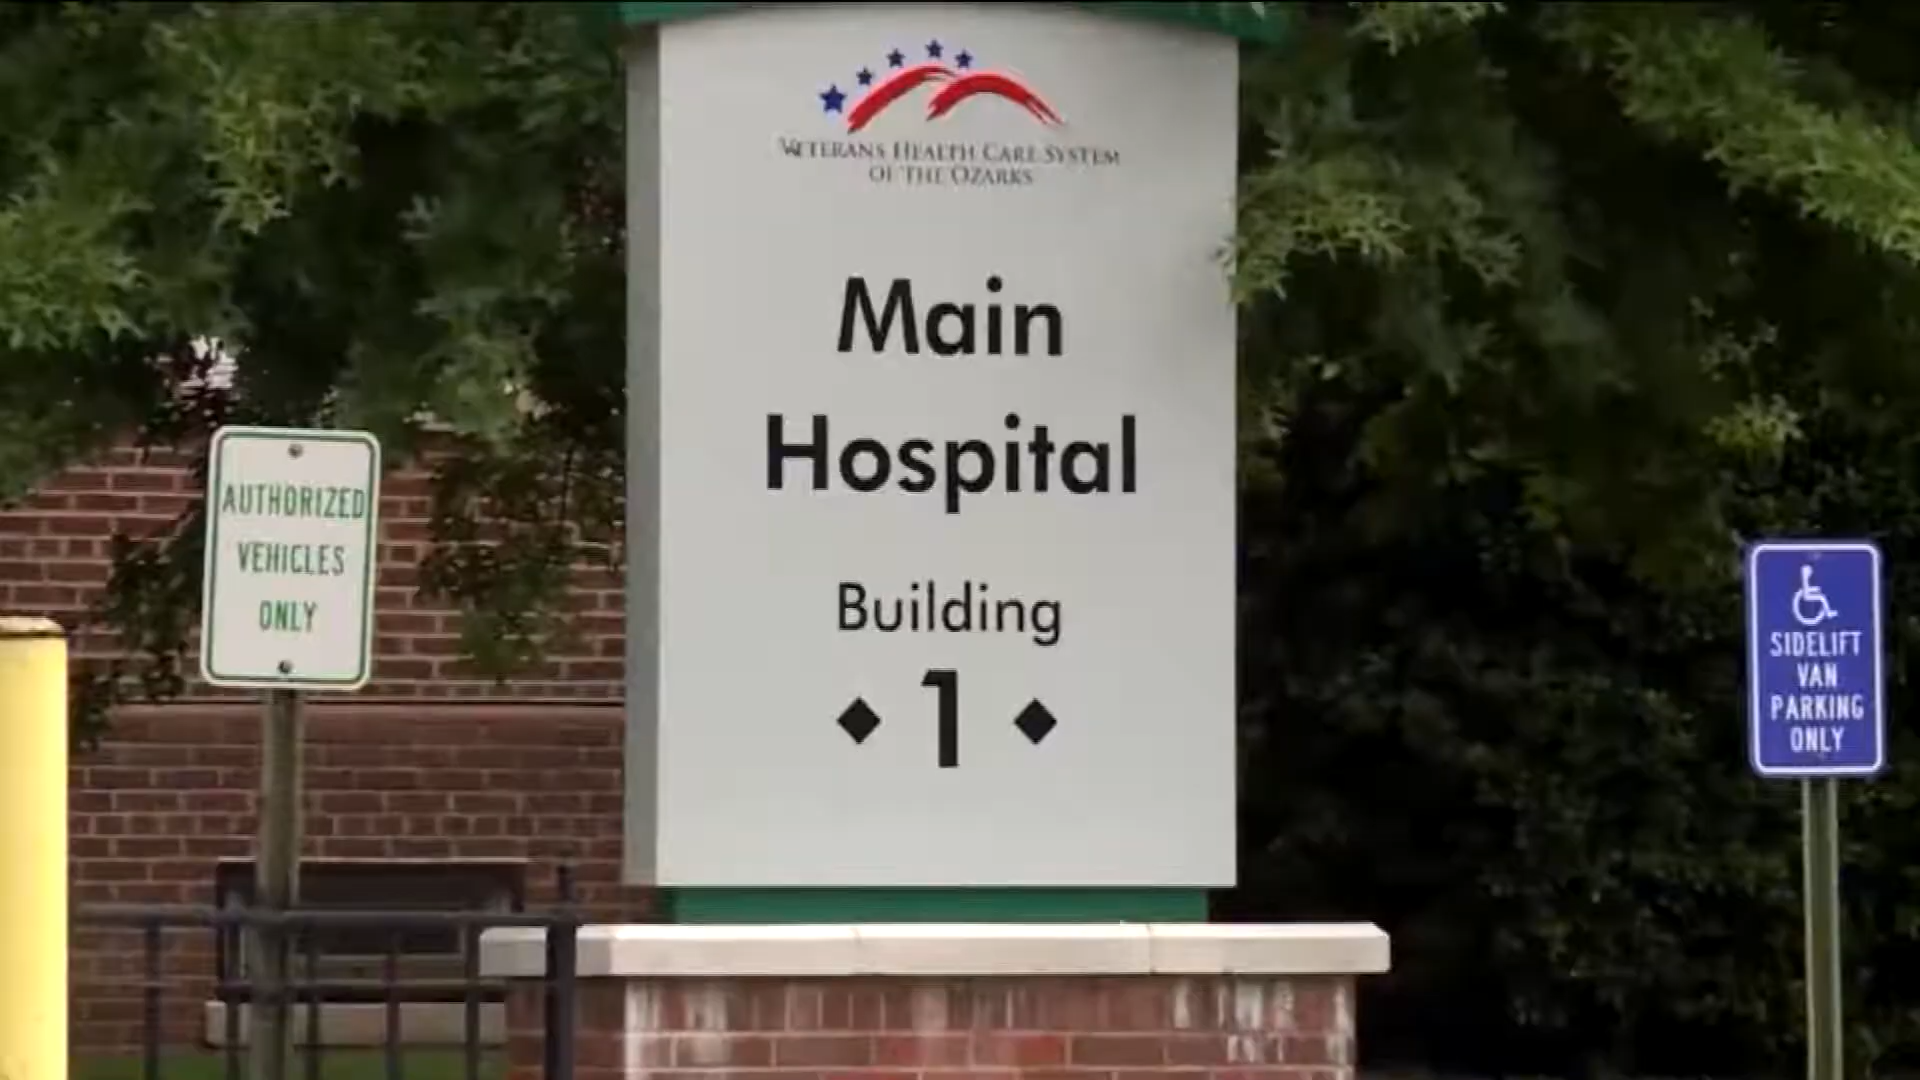 VETERANS HEALTH CARE SYSTEM
OF THE OZARKS
Main
Hospital
Building
1
AUTHORIZED
VEHICLES
ONLY
SIDELIFT
VAN
PARKING
ONLY